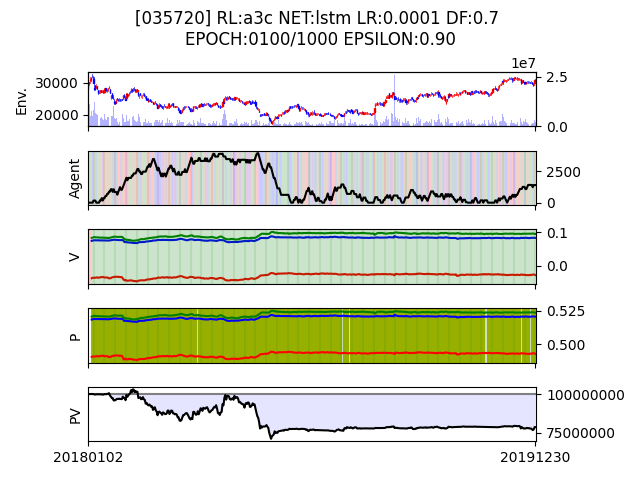 [035720] RL:a3c NET:lstm LR:0.0001 DF:0.7
EPOCH:0100/1000 EPSILON:0.90
1e7
Env.
30000
20000
2.5
0.0
Agent
2500
0
V
0.1
0.0
P
0.525
0.500
PV
100000000
75000000
20180102
20191230